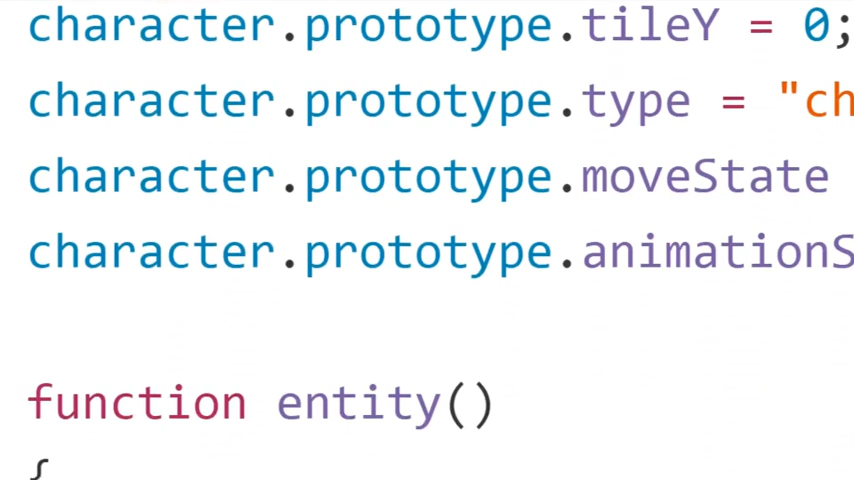 character.prototype.tileY = 0;
character.prototype.type = "ch
character.prototype.moveState
character.prototype.animationS
function entity()
{